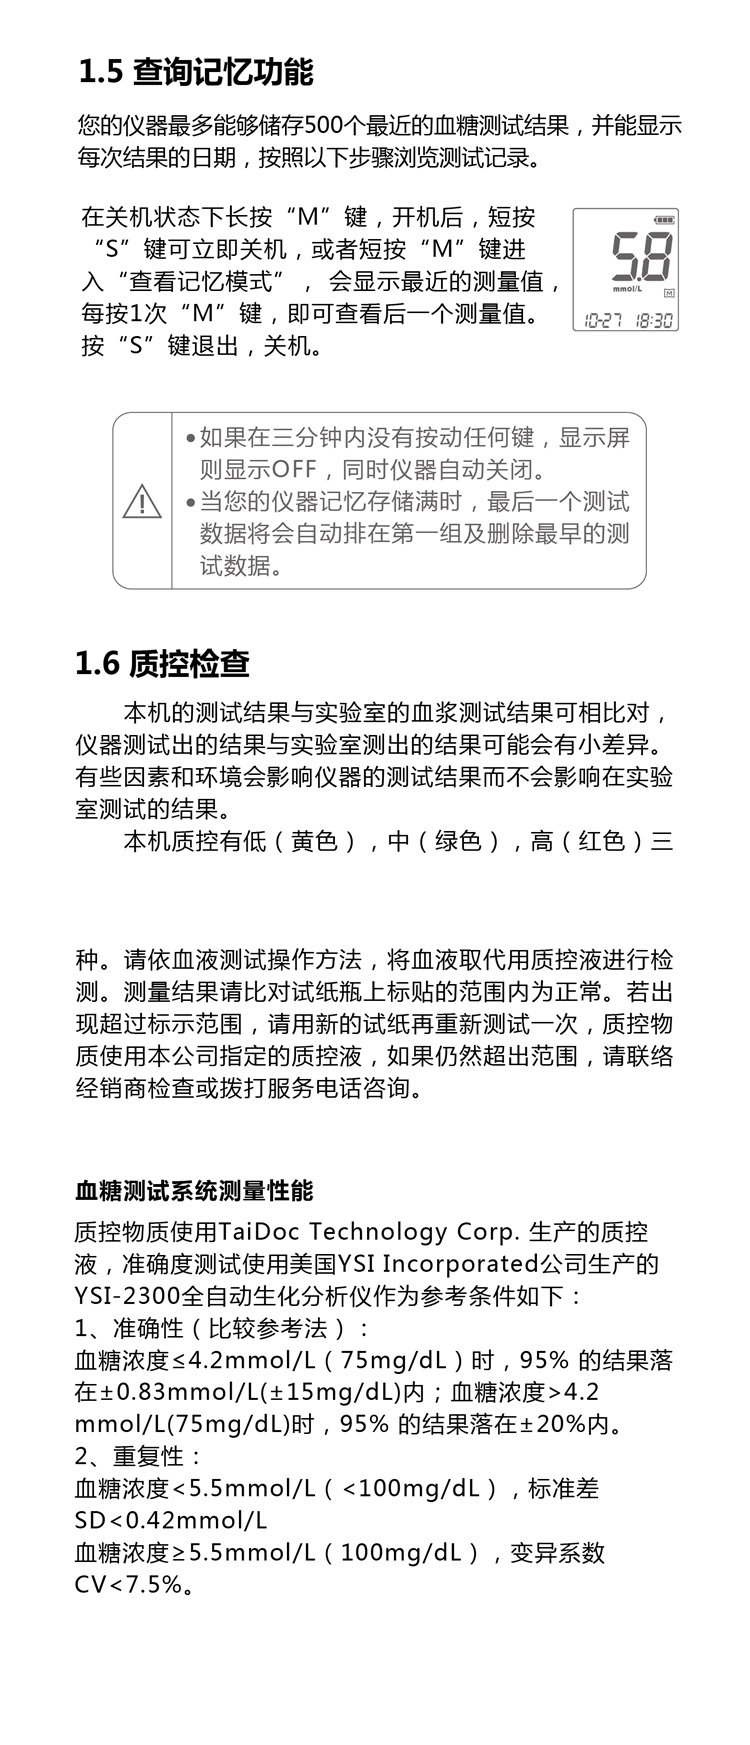 1.5 查询记忆功能
您的仪器最多能够储存500个最近的血糖测试结果，并能显示
每次结果的日期，按照以下步骤浏览测试记录。
在关机状态下长按“M”键，开机后，短按
“S”键可立即关机，或者短按“M”键进
入“查看记忆模式”， 会显示最近的测量值，
每按1次“M”键，即可查看后一个测量值。
按“S”键退出，关机。
5.8
mmol/L
M
10-27 18:30
•如果在三分钟内没有按动任何键，显示屏
则显示OFF，同时仪器自动关闭。
•当您的仪器记忆存储满时，最后一个测试
数据将会自动排在第一组及删除最早的测
试数据。
1.6 质控检查
本机的测试结果与实验室的血浆测试结果可相比对，
仪器测试出的结果与实验室测出的结果可能会有小差异。
有些因素和环境会影响仪器的测试结果而不会影响在实验
室测试的结果。
本机质控有低（黄色），中（绿色），高（红色）三
种。请依血液测试操作方法，将血液取代用质控液进行检
测。测量结果请比对试纸瓶上标贴的范围内为正常。若出
现超过标示范围，请用新的试纸再重新测试一次，质控物
质使用本公司指定的质控液，如果仍然超出范围，请联络
经销商检查或拨打服务电话咨询。
血糖测试系统测量性能
质控物质使用TaiDoc Technology Corp. 生产的质控
液，准确度测试使用美国YSI Incorporated公司生产的
YSI-2300全自动生化分析仪作为参考条件如下：
1、准确性（比较参考法）：
血糖浓度≤4.2mmol/L（75mg/dL）时，95% 的结果落
在±0.83mmol/L(±15mg/dL)内；血糖浓度>4.2
mmol/L(75mg/dL)时，95% 的结果落在±20%内。
2、重复性：
血糖浓度<5.5mmol/L（<100mg/dL），标准差
SD<0.42mmol/L
血糖浓度≥5.5mmol/L（100mg/dL），变异系数
CV<7.5%。